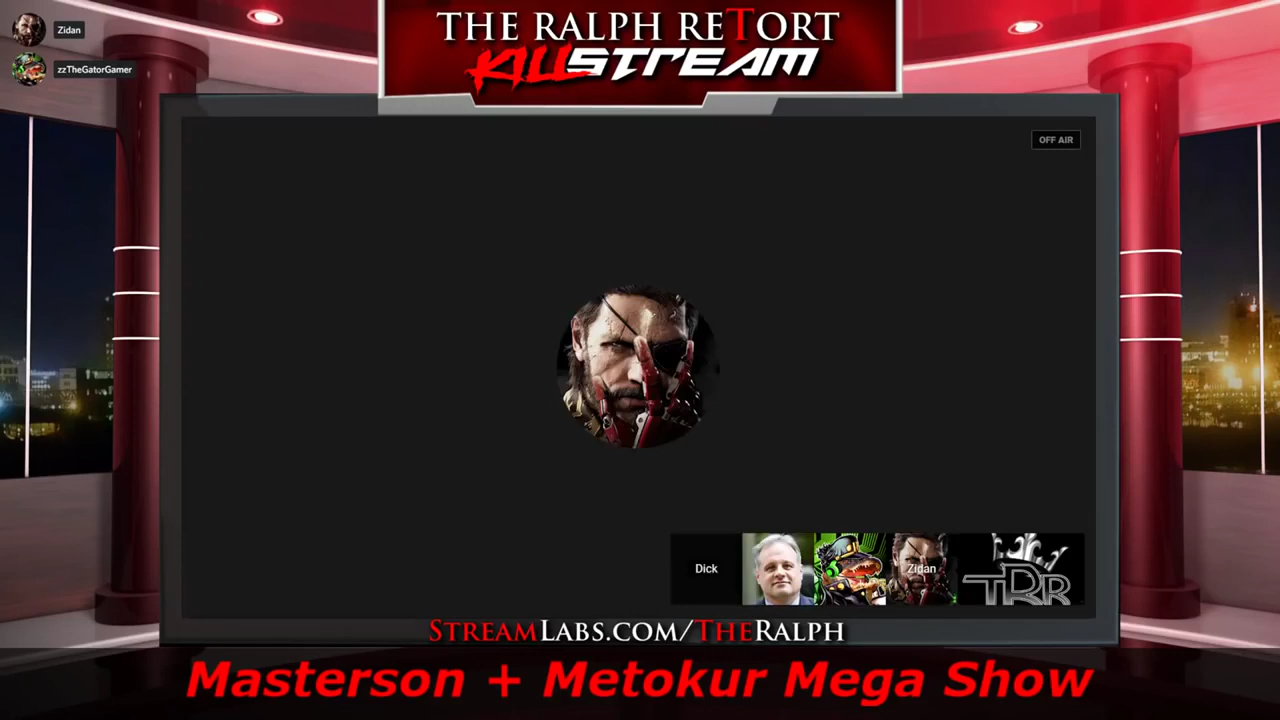 Zidan
zzTheGatorGamer
THE RALPH RETORT
KILLSTREAM
OFF AIR
Dick
Zidan
TRR
STREAMLABS.COM/THERALPH
Masterson + Metokur Mega Show